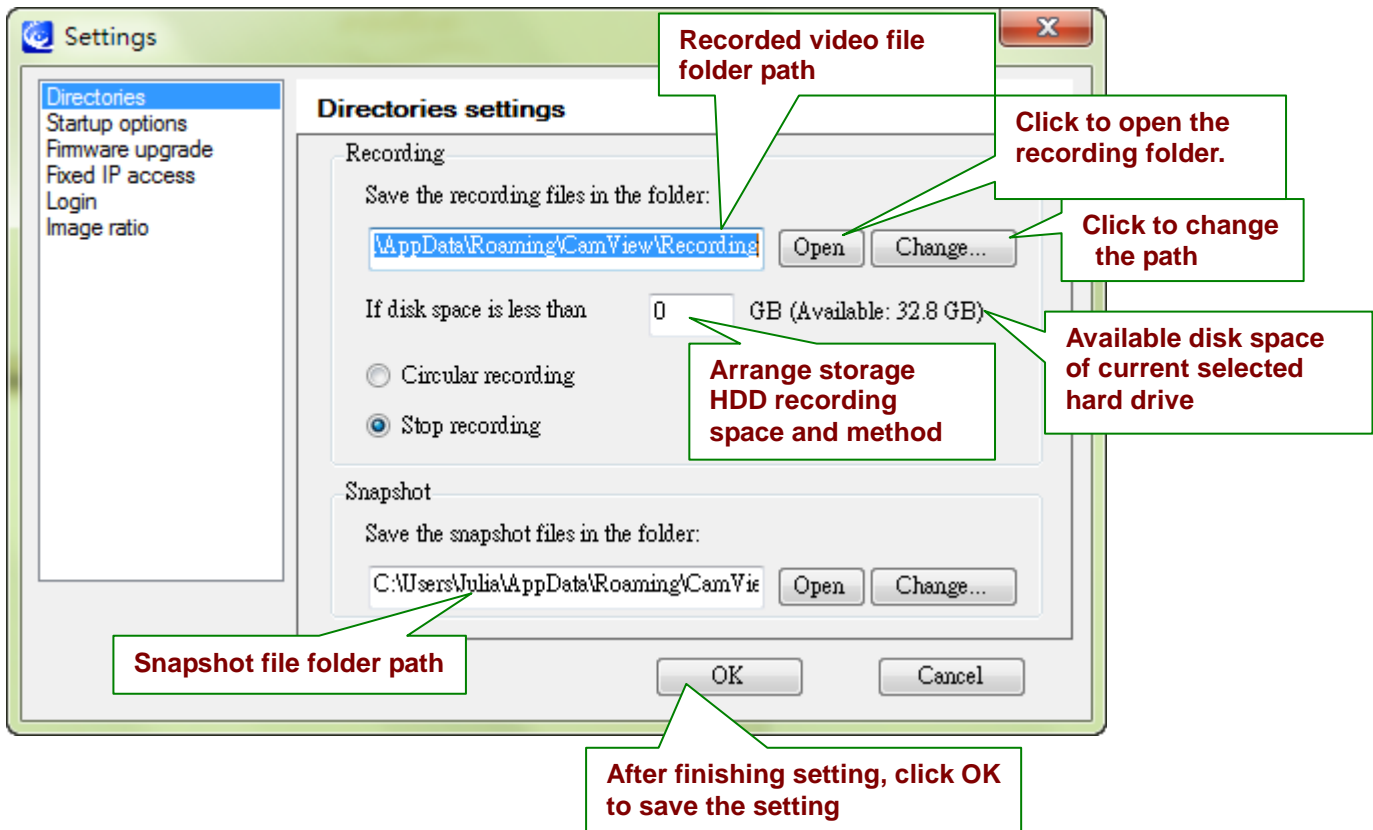 Settings
Recorded video file
folder path
Directories
Startup options
Firmware upgrade
Fixed IP access
Login
Image ratio
Directories settings
Click to open the
recording folder.
Recording
Save the recording files in the folder:
\AppData\Roaming\CamView\Recording
Open
Change...
Click to change
the path
If disk space is less than
0
GB (Available: 32.8 GB)
Available disk space
of current selected
hard drive
Circular recording
Stop recording
Arrange storage
HDD recording
space and method
Snapshot
Save the snapshot files in the folder:
C:\Users\Julia\AppData\Roaming\CamVie
Open
Change...
Snapshot file folder path
OK
Cancel
After finishing setting, click OK
to save the setting